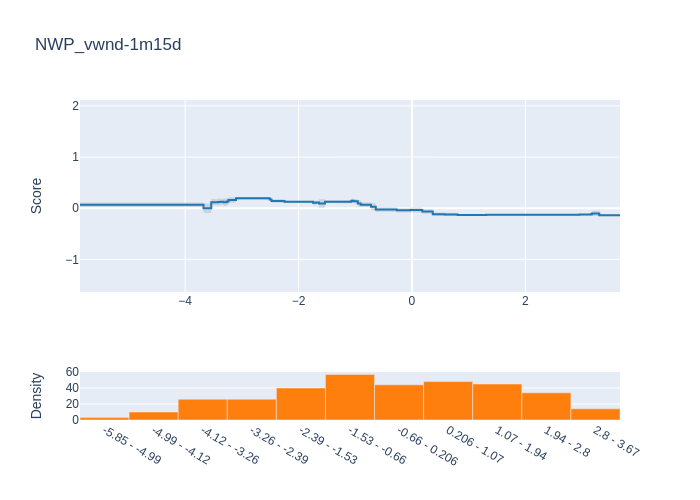 NWP_vwnd-1m15d
Score
2
1
0
−1
−4
−2
0
2
Density
60
40
20
0
-5.85 - -4.99
-4.99 - -4.12
-4.12 - -3.26
-3.26 - -2.39
-2.39 - -1.53
-1.53 - -0.66
-0.66 - 0.206
0.206 - 1.07
1.07 - 1.94
1.94 - 2.8
2.8 - 3.67